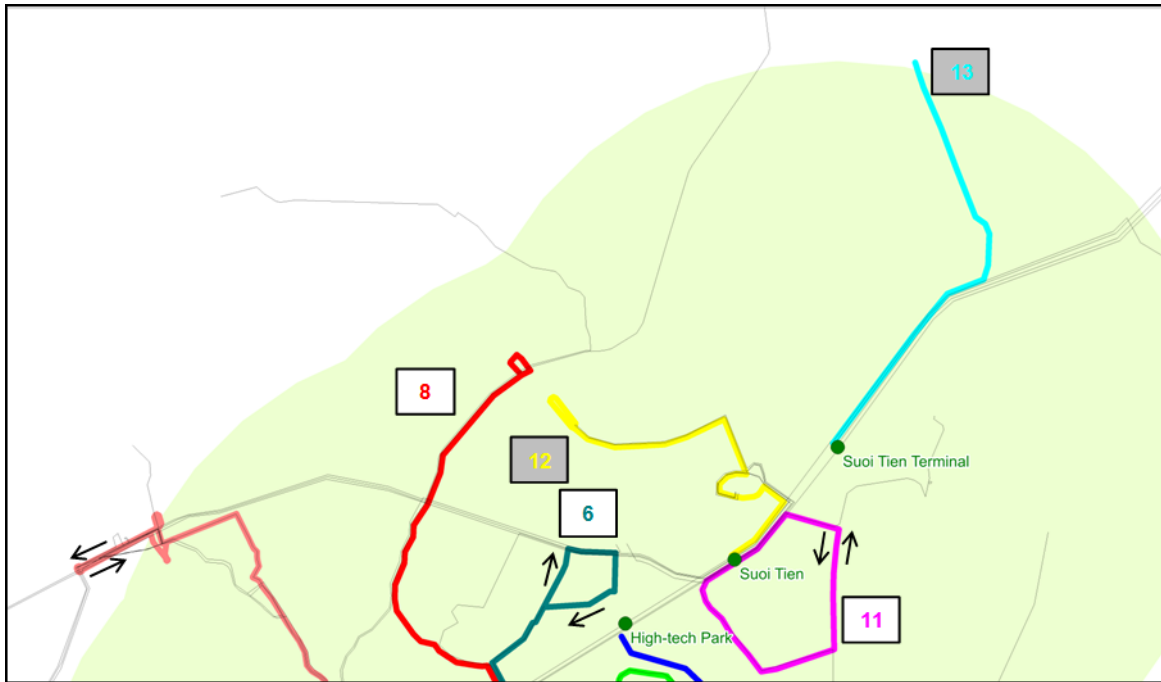 13
8
12
Suoi Tien Terminal
6
Suoi Tien
11
High-tech Park